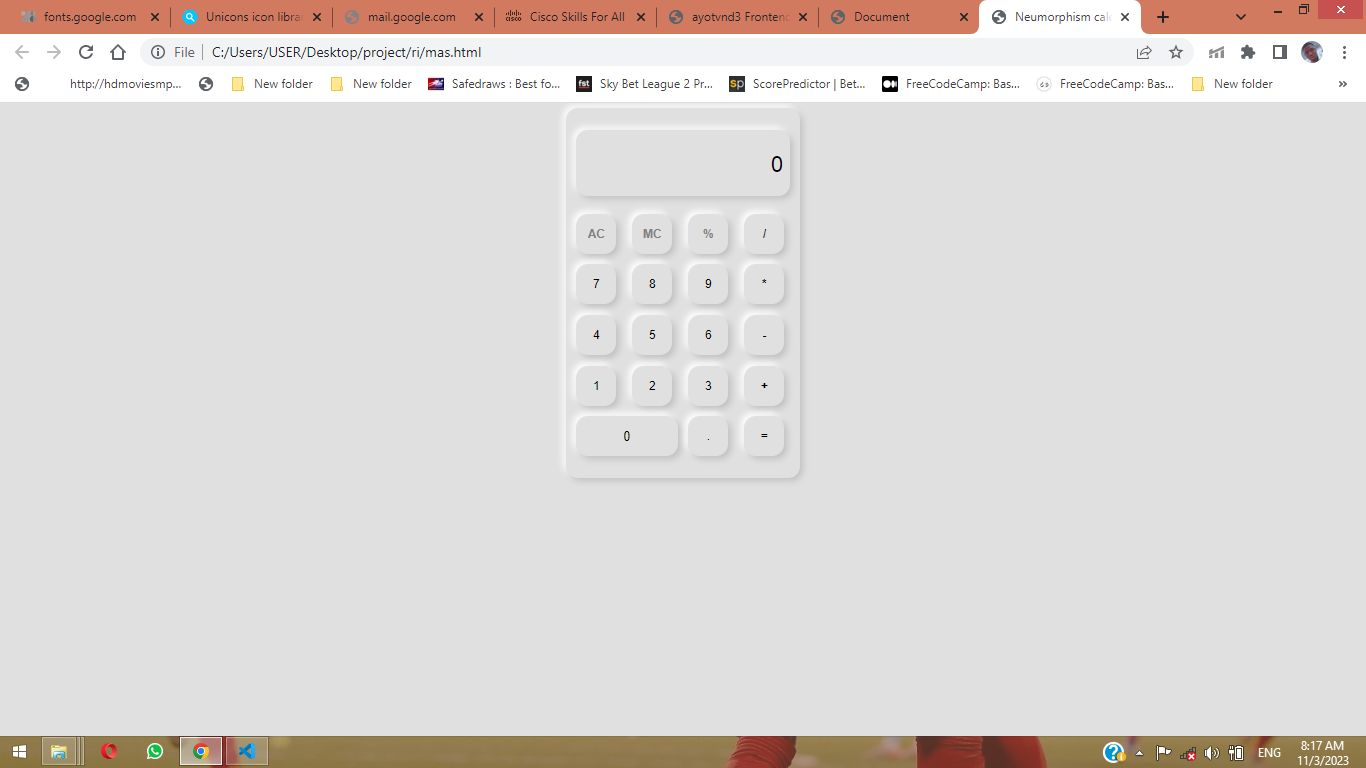 fonts.google.com
Unicons icon librar
mail.google.com
Cisco Skills For All
ayotvnd3 Frontend
Document
Neumorphism calc
File
C:/Users/USER/Desktop/project/ri/mas.html
http://hdmoviesmp...
New folder
New folder
Safedraws : Best fo...
Sky Bet League 2 Pr...
ScorePredictor | Bet...
FreeCodeCamp: Bas...
FreeCodeCamp: Bas...
New folder
»
0
AC MC % /
7 8 9 *
4 5 6 -
1 2 3 +
0 . =
ENG
8:17 AM
11/3/2023